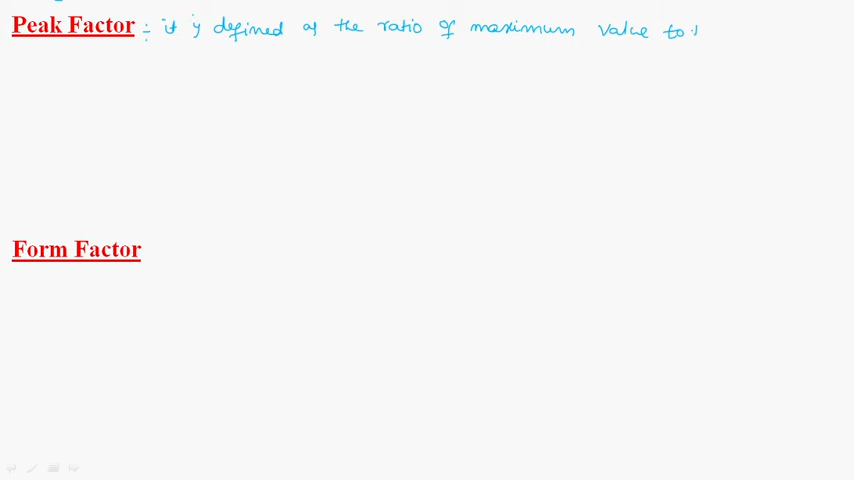 Peak Factor :- it is defined as the ratio of maximum value to
Form Factor